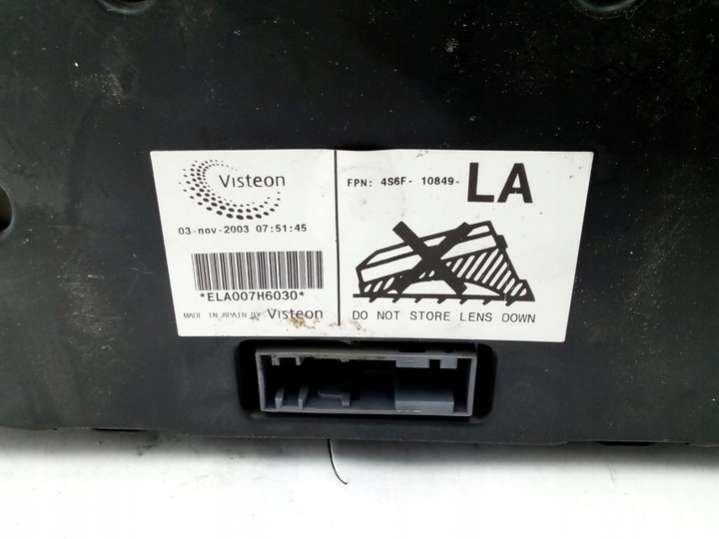 Visteon
03-nov-2003 07:51:45
*ELA007H6030*
MADE IN SPAIN BY Visteon
FPN: 4S6F- 10849- LA
DO NOT STORE LENS DOWN